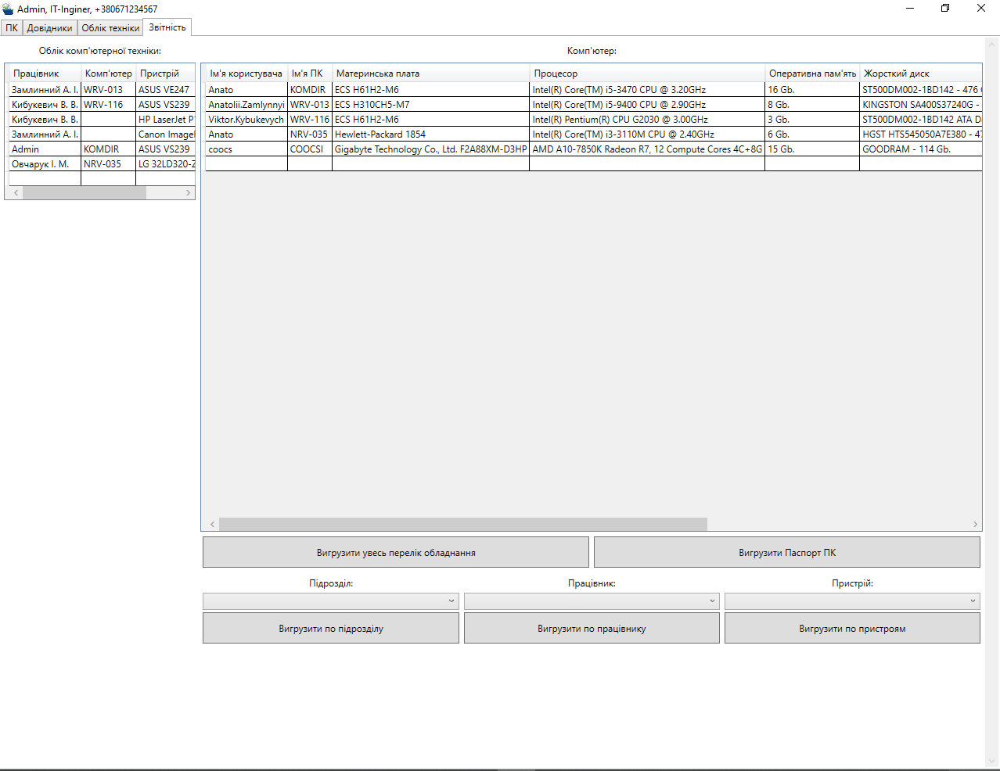 Admin, IT-Inginer, +380671234567
ПК Довідники Облік техніки Звітність
Облік комп'ютерної техніки:
Працівник Комп'ютер Пристрій
Замлинний А. І. WRV-013 ASUS VE247
Кибукевич В. В. WRV-116 ASUS VS239
Кибукевич В. В. HP LaserJet P1
Замлинний А. І. Canon Imagel
Admin KOMDIR ASUS VS239
Овчарук І. М. NRV-035 LG 32LD320-Z
Комп'ютер:
Ім'я користувача Ім'я ПК Материнська плата Процесор Оперативна пам'ять Жорсткий диск
Anato KOMDIR ECS H61H2-M6 Intel(R) Core(TM) i5-3470 CPU @ 3.20GHz 16 Gb. ST500DM002-1BD142 - 476 G
Anatolii.Zamlynnyi WRV-013 ECS H310CH5-M7 Intel(R) Core(TM) i5-9400 CPU @ 2.90GHz 8 Gb. KINGSTON SA400S37240G -
Viktor.Kybukevych WRV-116 ECS H61H2-M6 Intel(R) Pentium(R) CPU G2030 @ 3.00GHz 3 Gb. ST500DM002-1BD142 ATA D
Anato NRV-035 Hewlett-Packard 1854 Intel(R) Core(TM) i3-3110M CPU @ 2.40GHz 6 Gb. HGST HTS545050A7E380 - 47
coocs COOCSI Gigabyte Technology Co., Ltd. F2A88XM-D3HP AMD A10-7850K Radeon R7, 12 Compute Cores 4C+8G 15 Gb. GOODRAM - 114 Gb.
Вигрузити увесь перелік обладнання Вигрузити Паспорт ПК
Підрозділ: Працівник: Пристрій:
Вигрузити по підрозділу Вигрузити по працівнику Вигрузити по пристроям